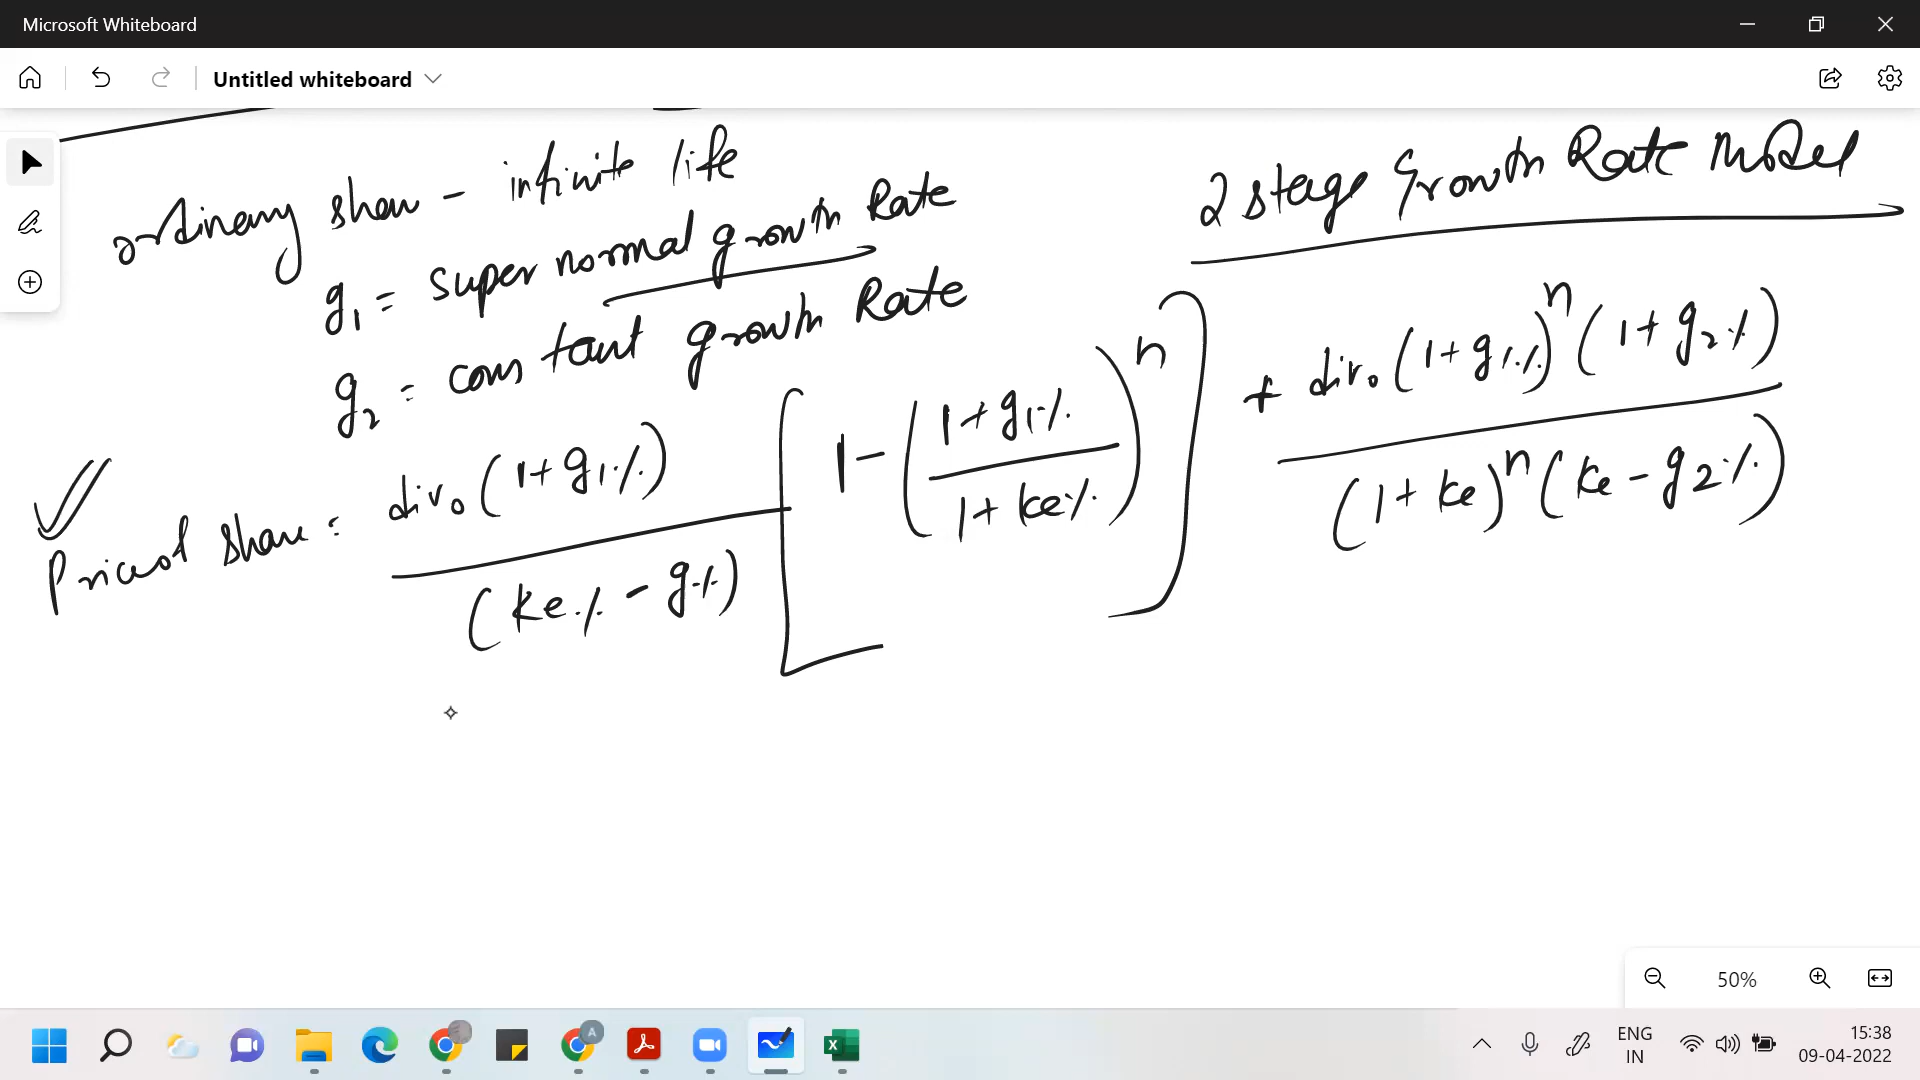 Microsoft Whiteboard
Untitled whiteboard
ordinary share - infinite life
g₁ = super normal growth Rate
g₂ = constant growth Rate
2 stage Growth Rate Model
Price of share = div₀ (1 + g₁%) / (ke% - g%) [1 - ((1 + g₁%) / (1 + ke%))ⁿ] + div₀ (1 + g₁%)ⁿ (1 + g₂%) / (1 + ke)ⁿ (ke - g₂%)
50%
A
ENG
IN
15:38
09-04-2022